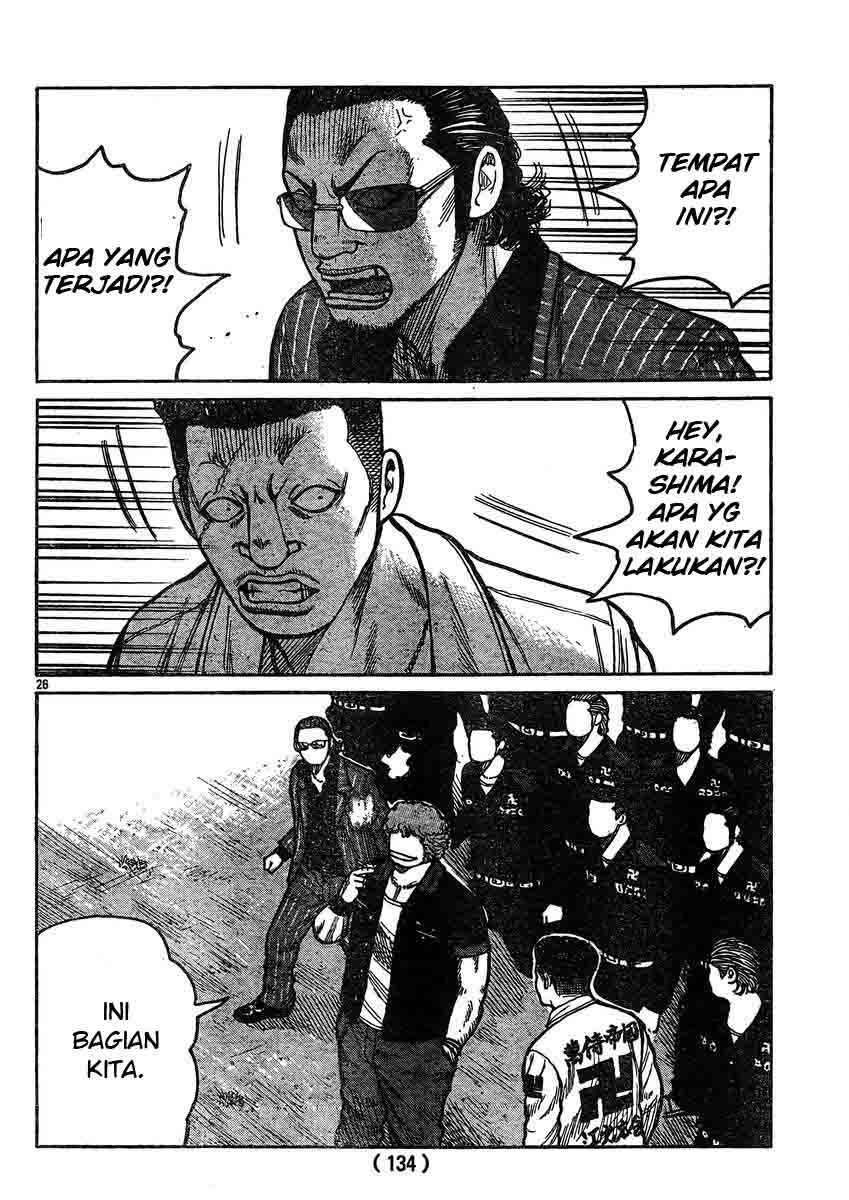 TEMPAT
APA
INI?!
APA YANG
TERJADI?!
HEY,
KARA-
SHIMA!
APA YG
AKAN KITA
LAKUKAN?!
26
INI
BAGIAN
KITA.
卍
(134)